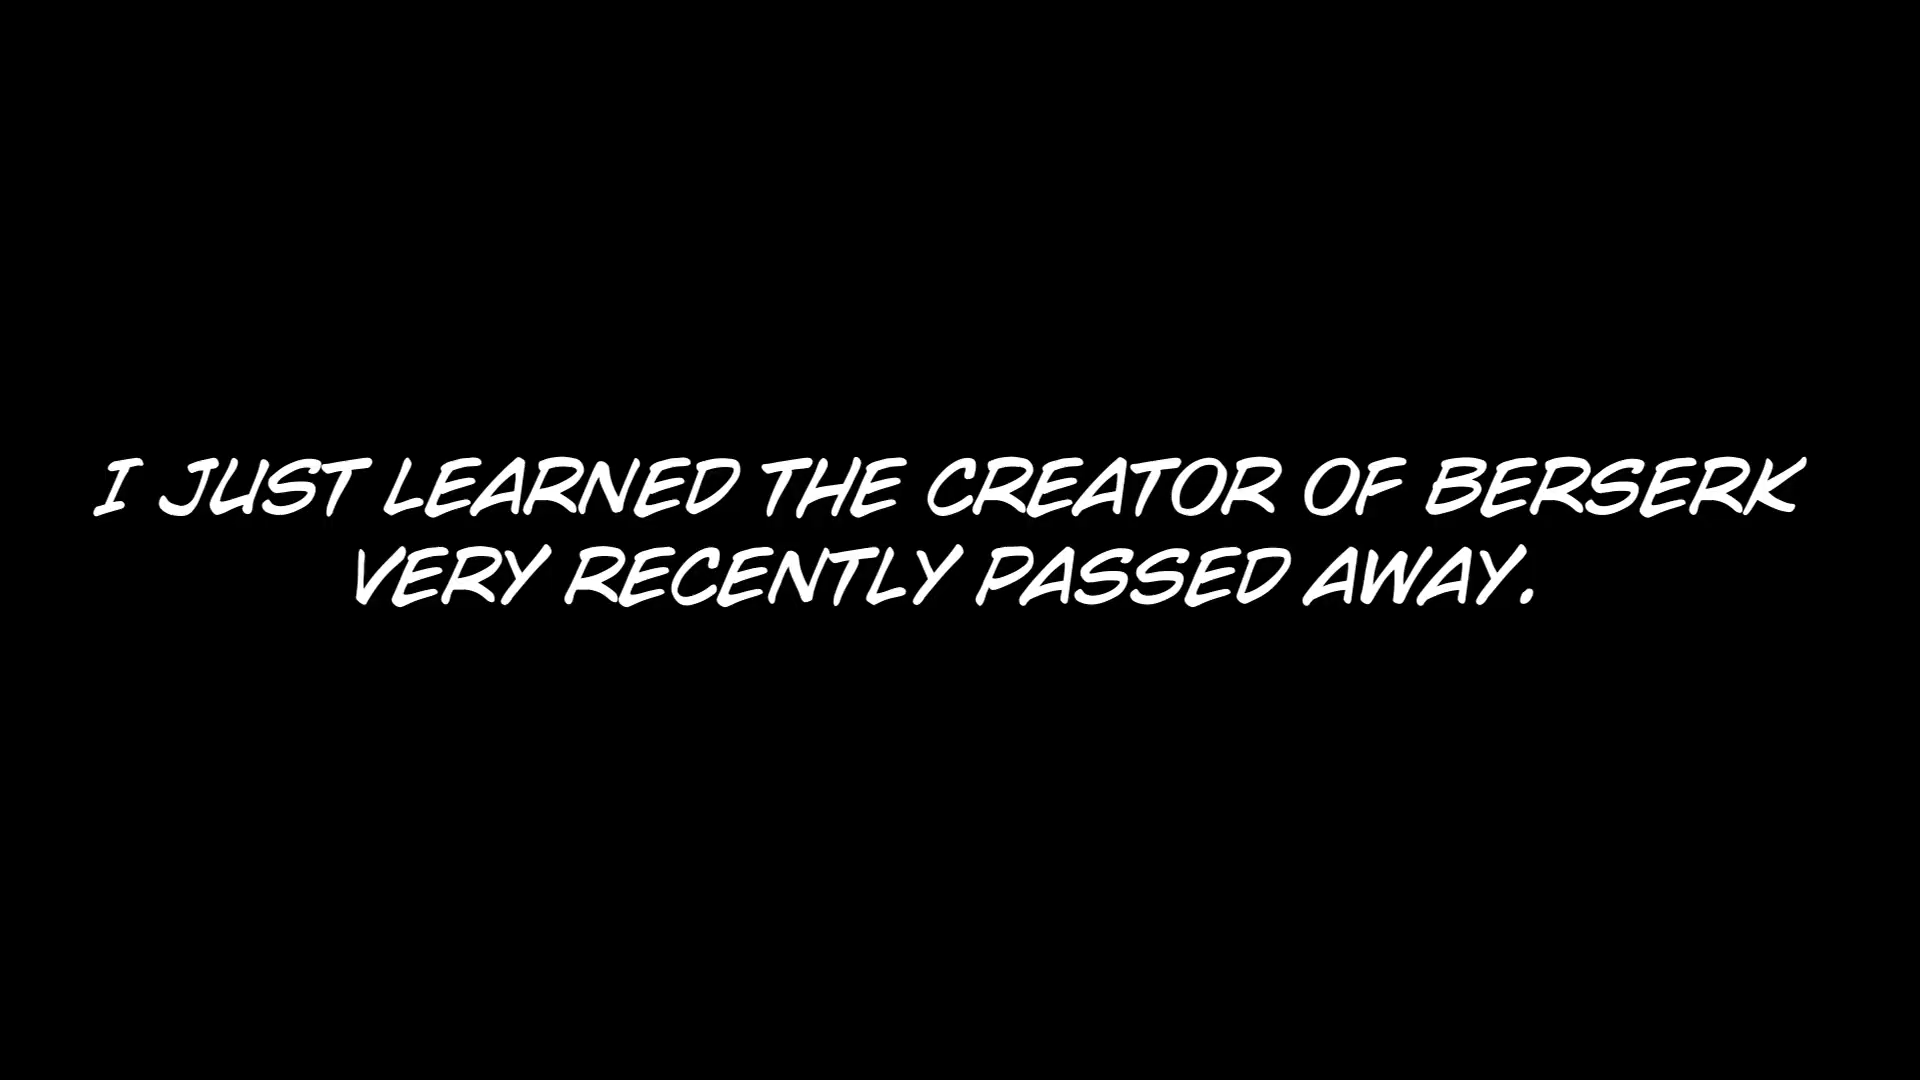 I JUST LEARNED THE CREATOR OF BERSERK
VERY RECENTLY PASSED AWAY.